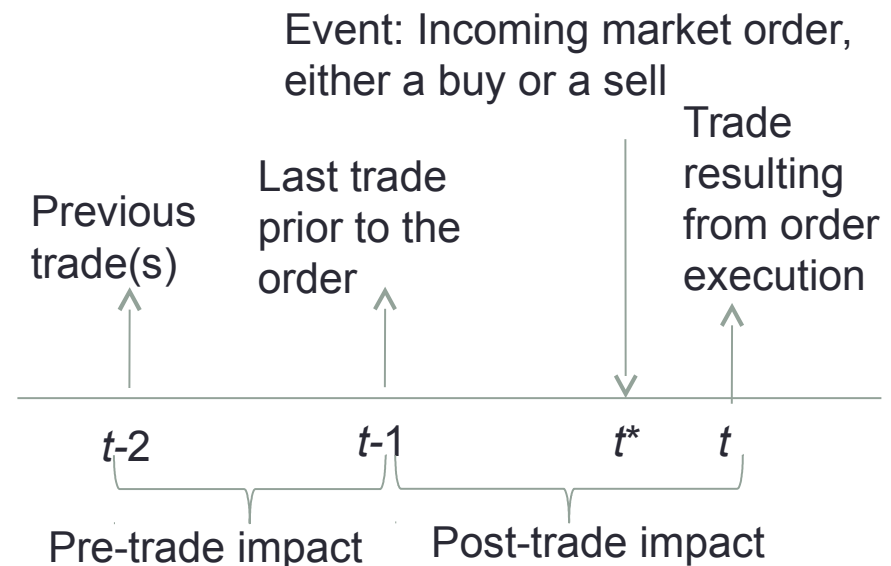 Event: Incoming market order,
either a buy or a sell
Trade
resulting
from order
execution
Last trade
prior to the
order
Previous
trade(s)
t-2
t-1
t*
t
Pre-trade impact
Post-trade impact